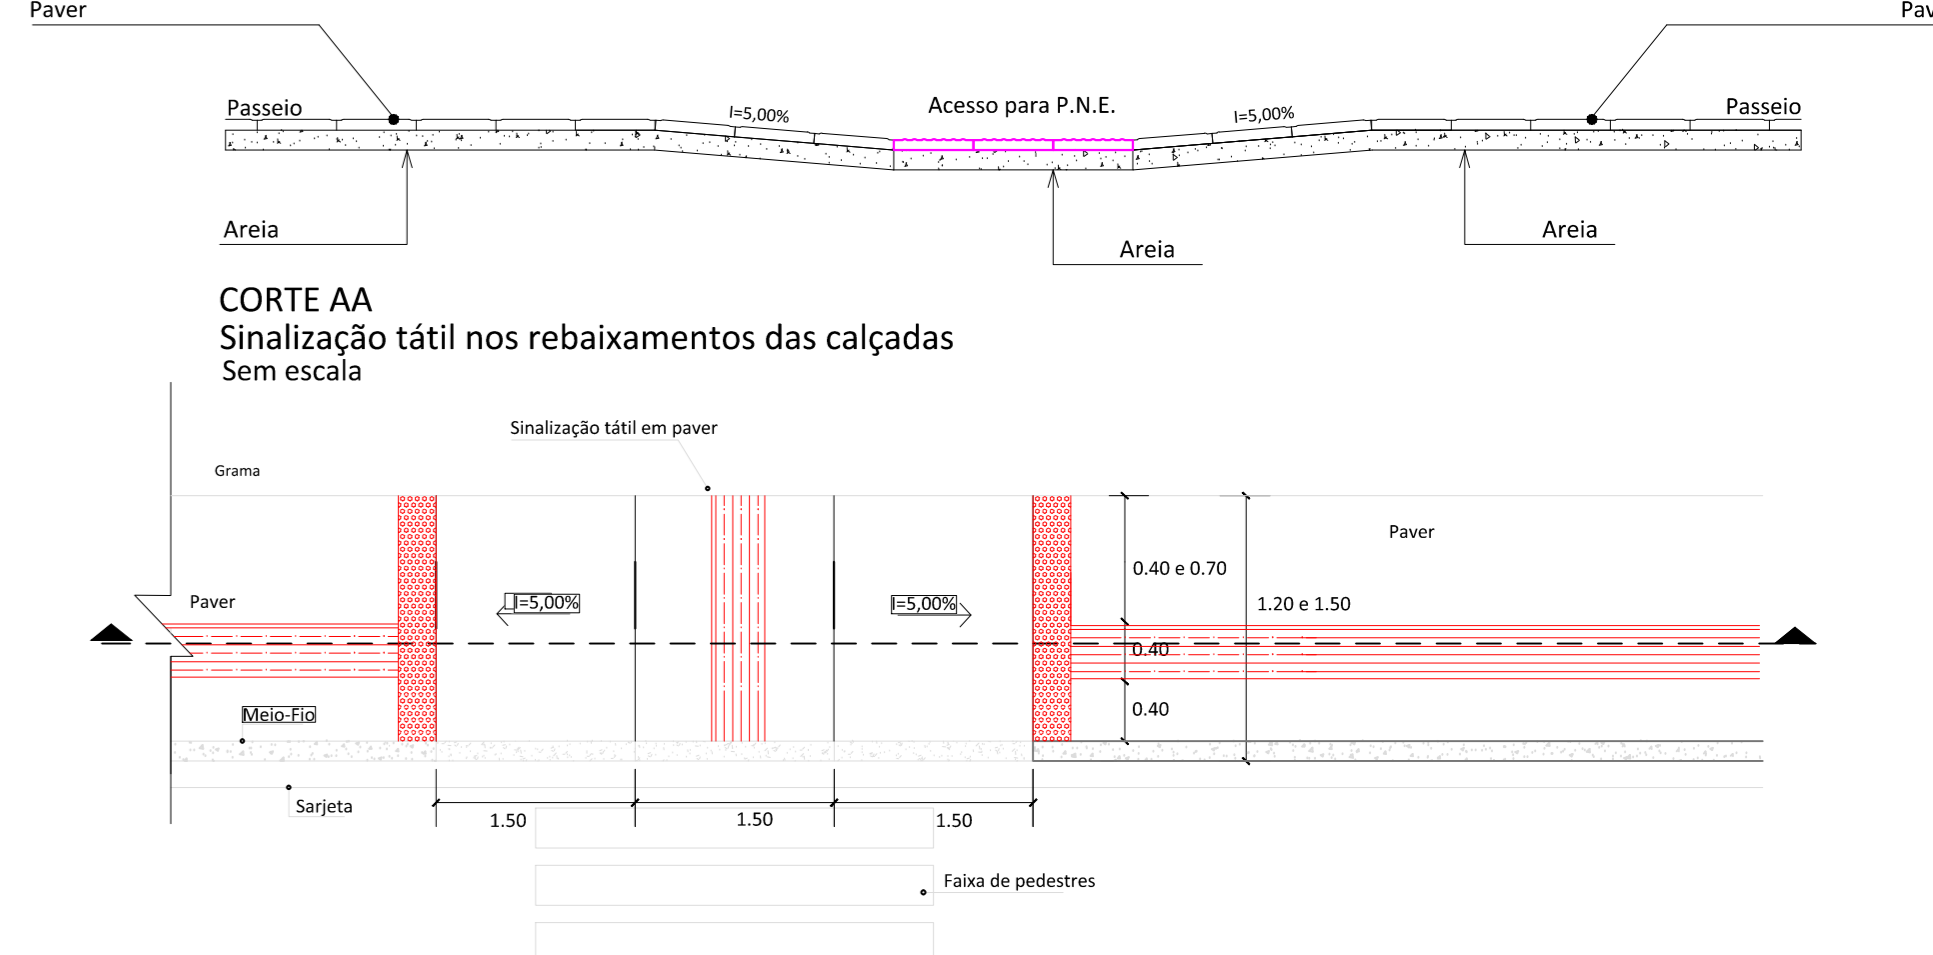 Paver
Pav
Passeio
I=5,00%
Acesso para P.N.E.
I=5,00%
Passeio
Areia
Areia
Areia
CORTE AA
Sinalização tátil nos rebaixamentos das calçadas
Sem escala
Sinalização tátil em paver
Grama
Paver
0.40 e 0.70
Paver
I=5,00%
I=5,00%
1.20 e 1.50
0.40
Meio-Fio
0.40
Sarjeta
1.50
1.50
1.50
Faixa de pedestres